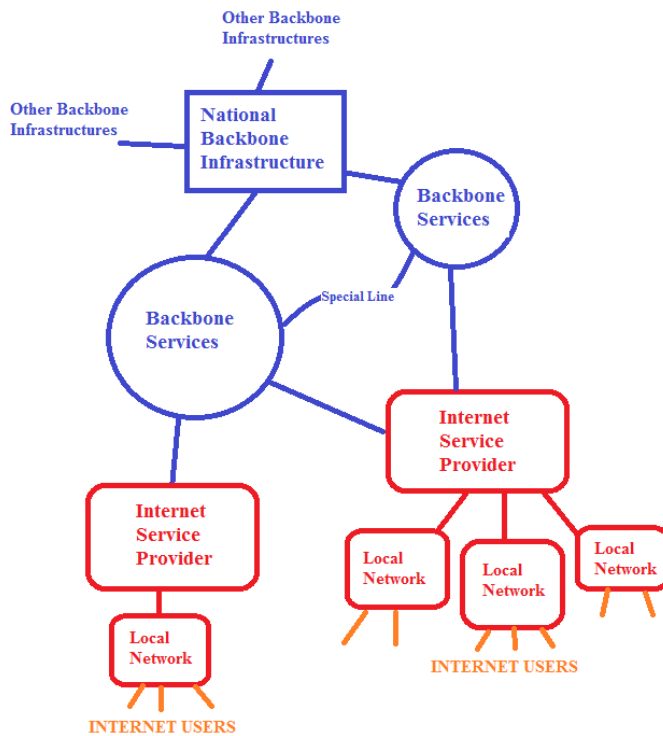 Other Backbone
Infrastructures
Other Backbone
Infrastructures
National
Backbone
Infrastructure
Backbone
Services
Special Line
Backbone
Services
Internet
Service
Provider
Internet
Service
Provider
Local
Network
Local
Network
Local
Network
Local
Network
INTERNET USERS
INTERNET USERS